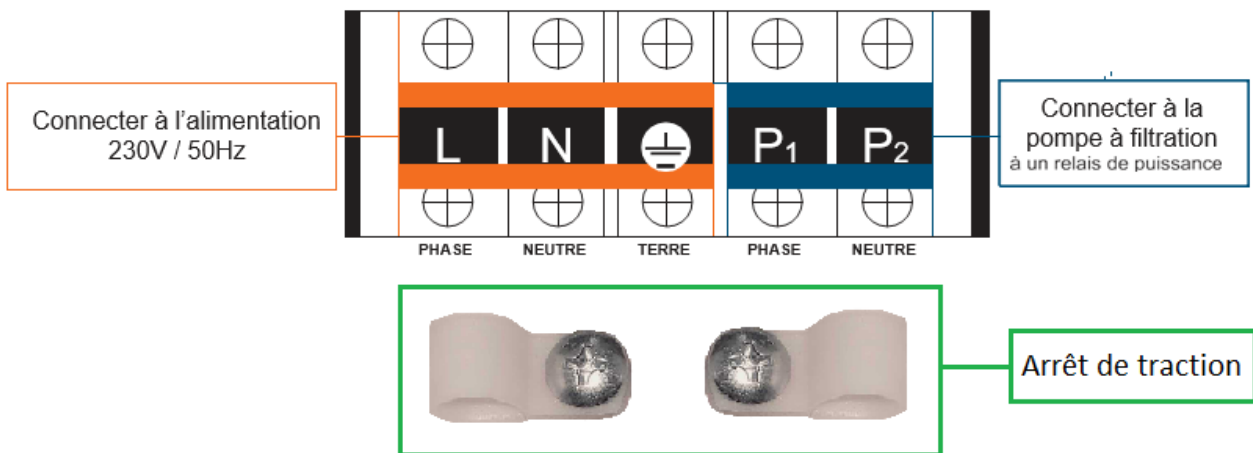 Connecter à l'alimentation
230V / 50Hz
L N P1 P2
Connecter à la
pompe à filtration
à un relais de puissance
PHASE NEUTRE TERRE PHASE NEUTRE
Arrêt de traction